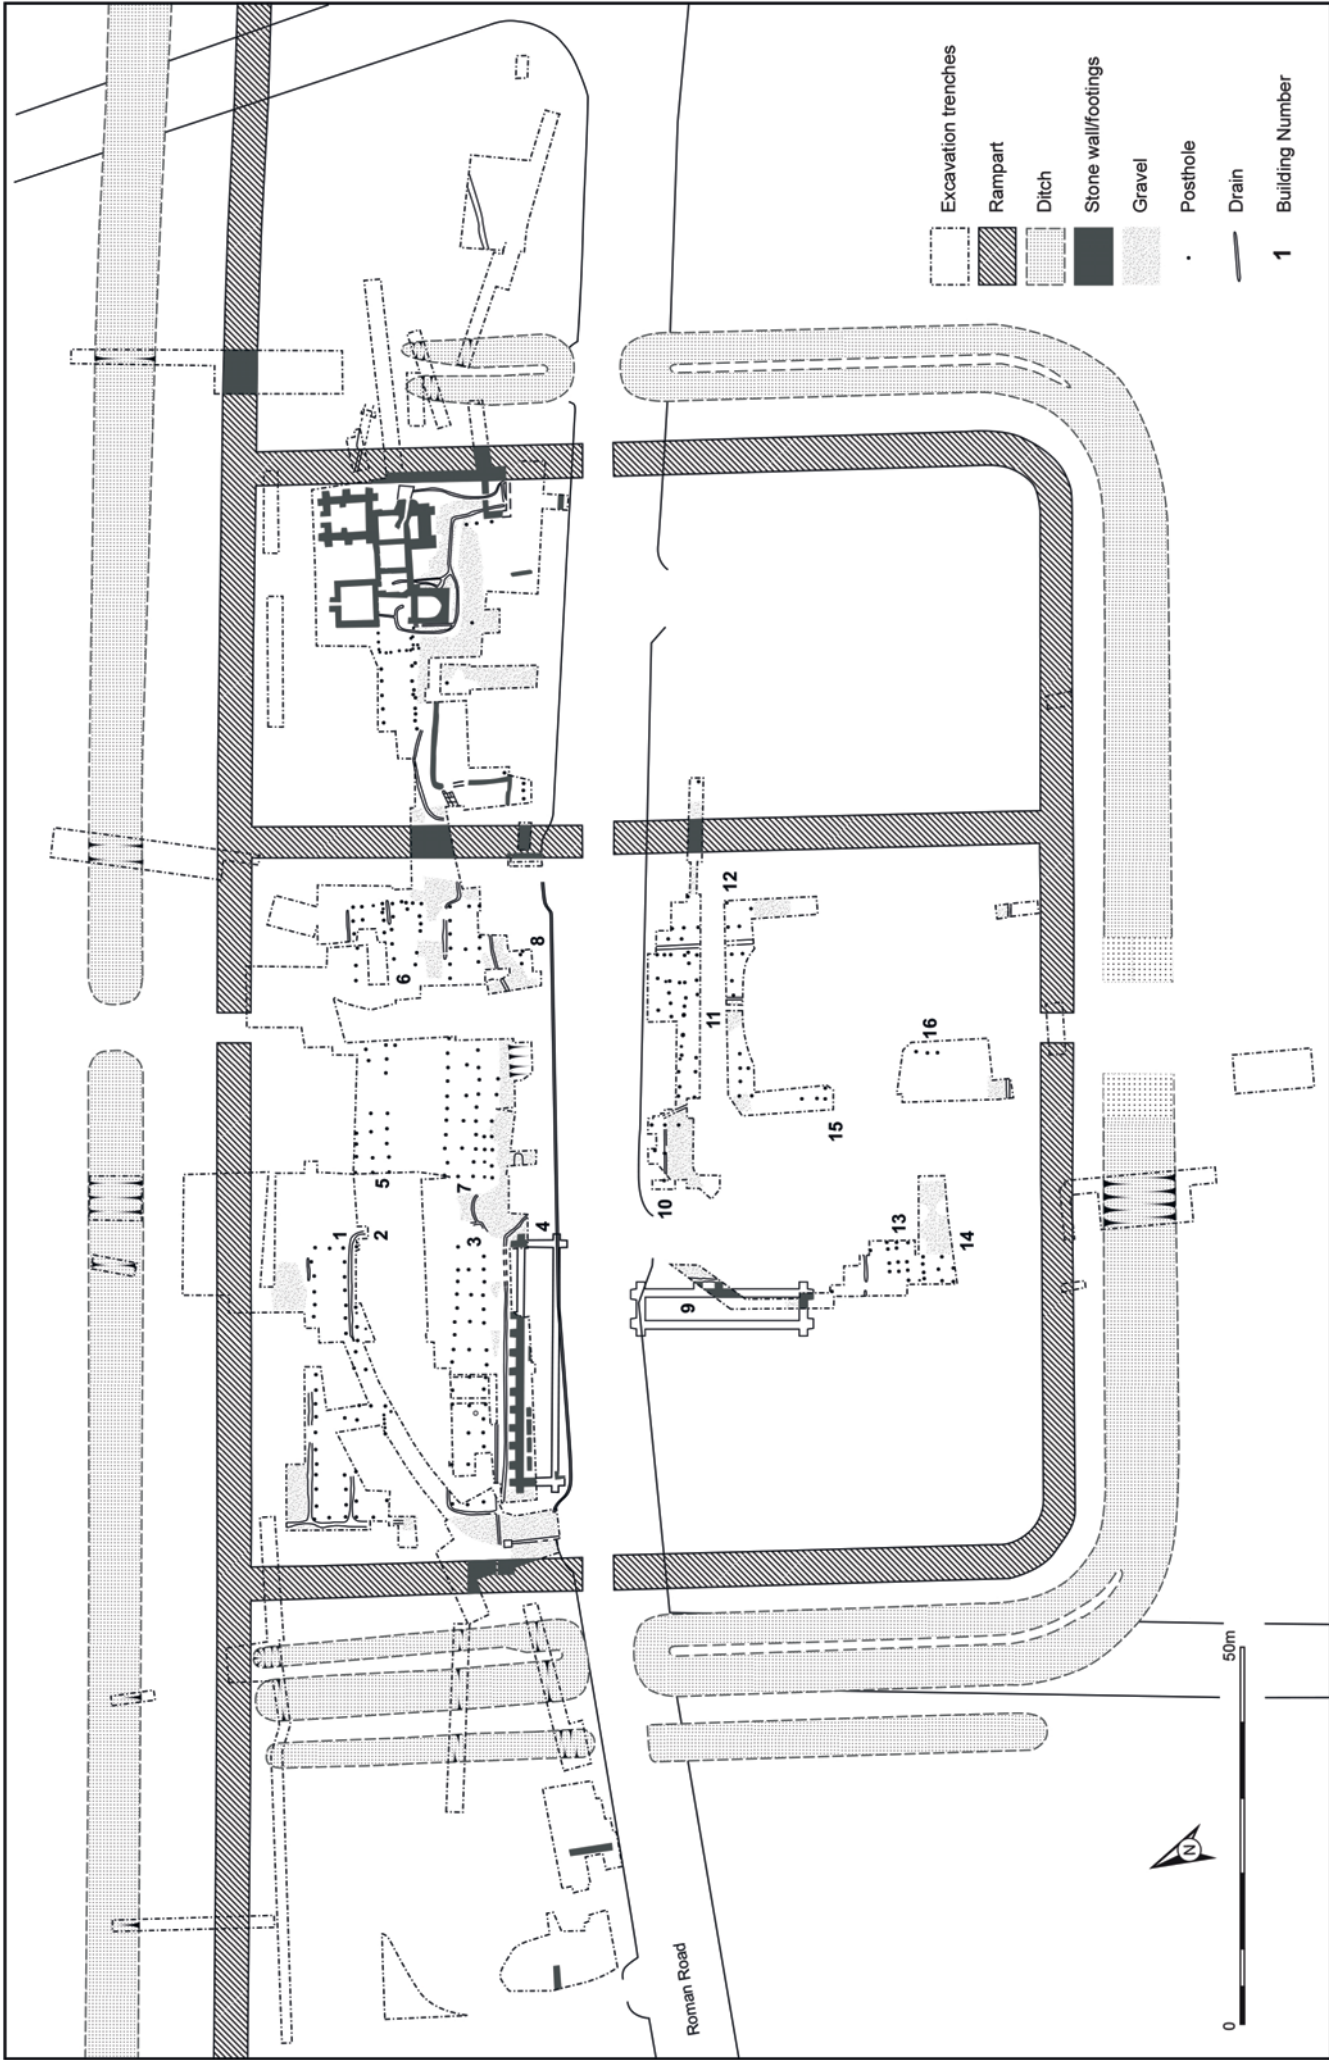 1
2
5
6
3
7
4
8
10
9
11
12
Roman Road
15
13
16
14
Excavation trenches
Rampart
Ditch
Stone wall/footings
Gravel
Posthole
Drain
1 Building Number
N
0 50m